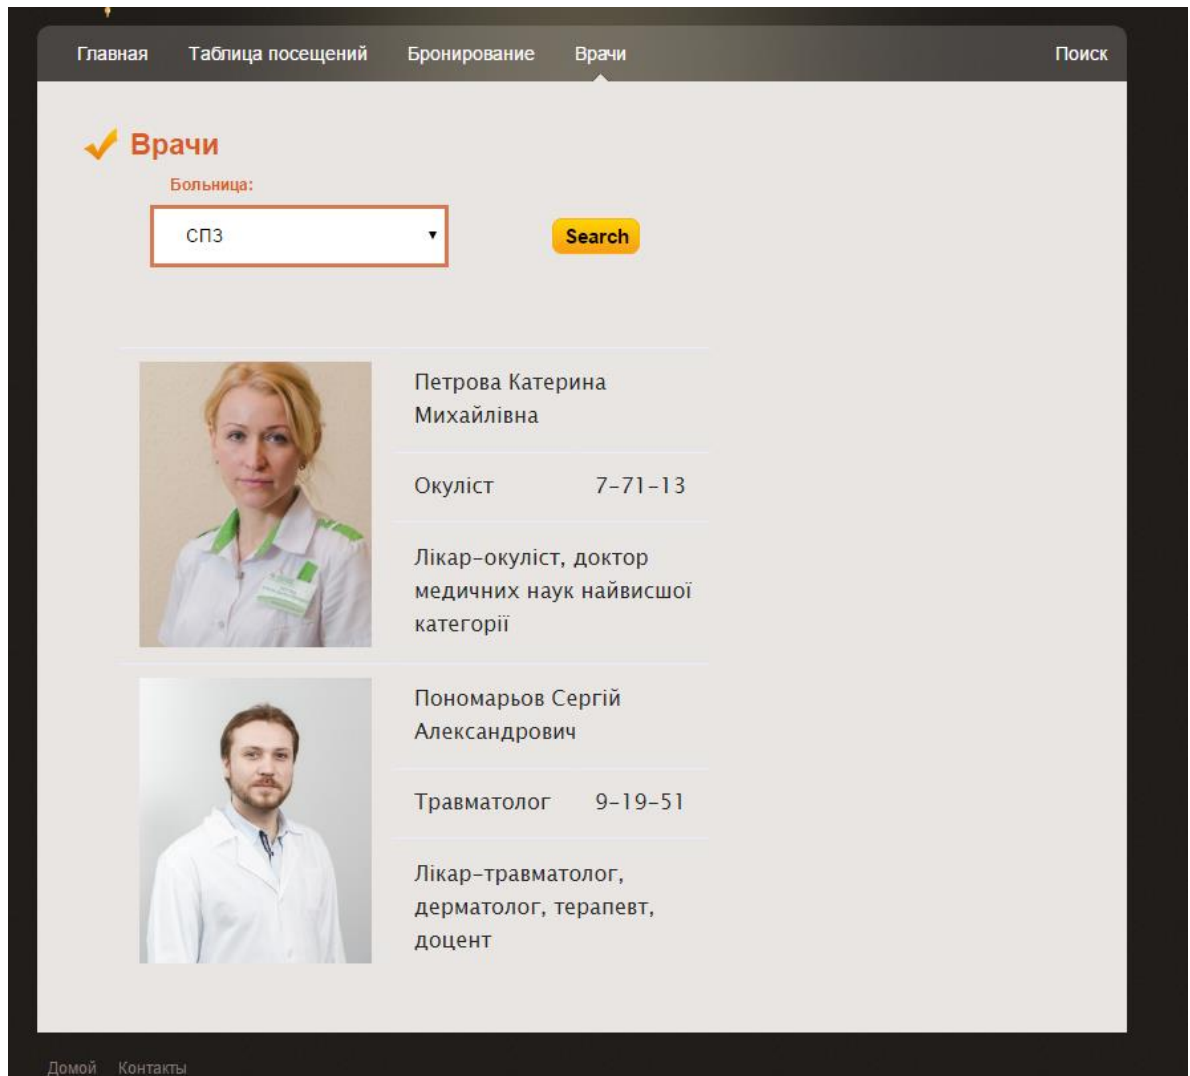 Главная Таблица посещений Бронирование Врачи Поиск
Врачи
Больница:
СПЗ
Search
Петрова Катерина
Михайлівна
Окуліст 7-71-13
Лікар-окуліст, доктор
медичних наук найвисшої
категорії
Пономарьов Сергій
Александрович
Травматолог 9-19-51
Лікар-травматолог,
дерматолог, терапевт,
доцент
Домой Контакты